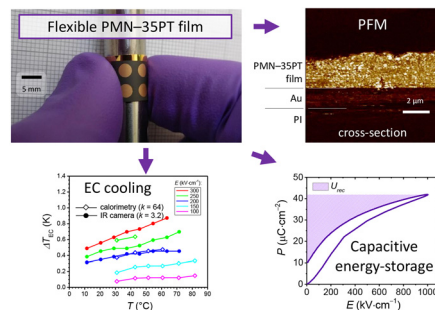 Flexible PMN–35PT film
5 mm
PFM
PMN–35PT
film
Au
PI
2 µm
cross-section
EC cooling
calorimetry (k = 64)
IR camera (k = 3.2)
E (kV·cm⁻¹)
300
250
200
150
100
ΔT_EC (K)
1.4
1.2
1.0
0.8
0.6
0.4
0.2
0.0
0 10 20 30 40 50 60 70 80 90
T (°C)
U_rec
P (µC·cm⁻²)
60
50
40
30
20
10
0
Capacitive
energy-storage
0 200 400 600 800 1000
E (kV·cm⁻¹)